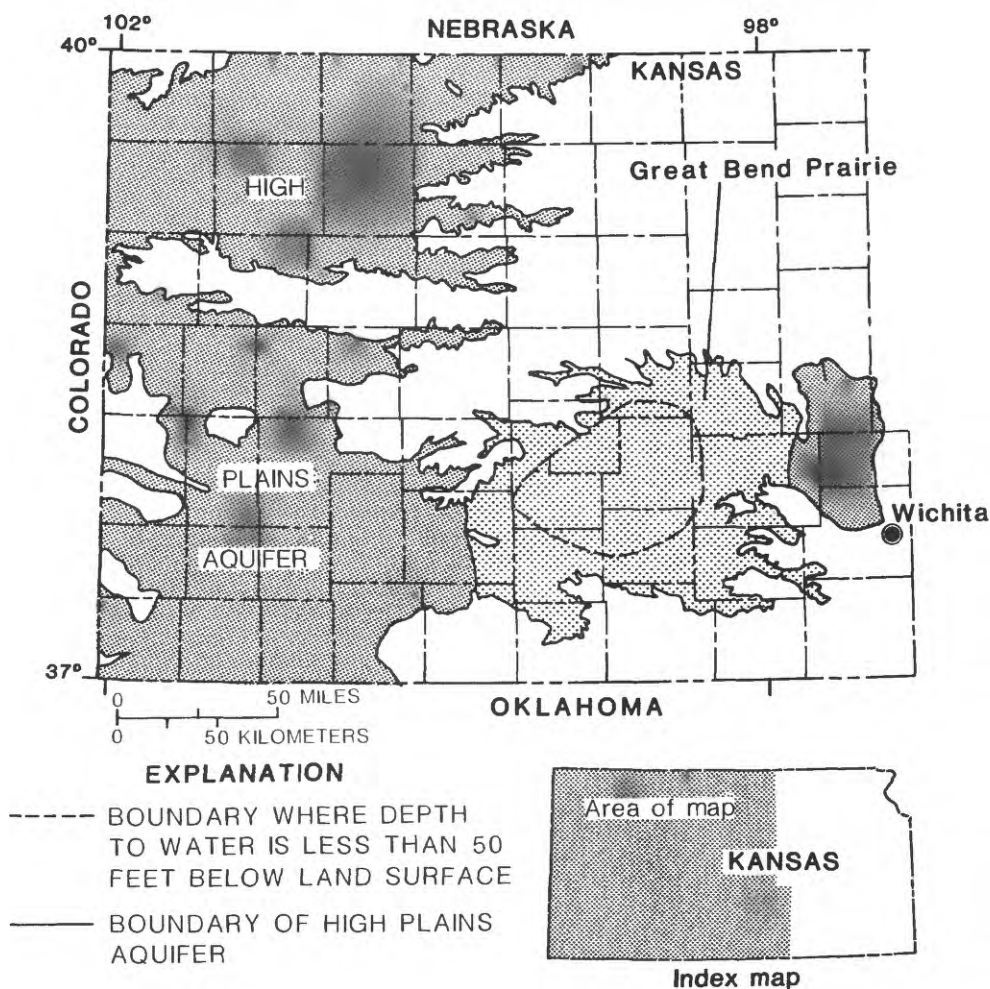 102° NEBRASKA 98°
40°
KANSAS
Great Bend Prairie
HIGH
COLORADO
PLAINS
Wichita
AQUIFER
37°
0 50 MILES
0 50 KILOMETERS
OKLAHOMA
EXPLANATION
BOUNDARY WHERE DEPTH
TO WATER IS LESS THAN 50
FEET BELOW LAND SURFACE
BOUNDARY OF HIGH PLAINS
AQUIFER
Area of map
KANSAS
Index map